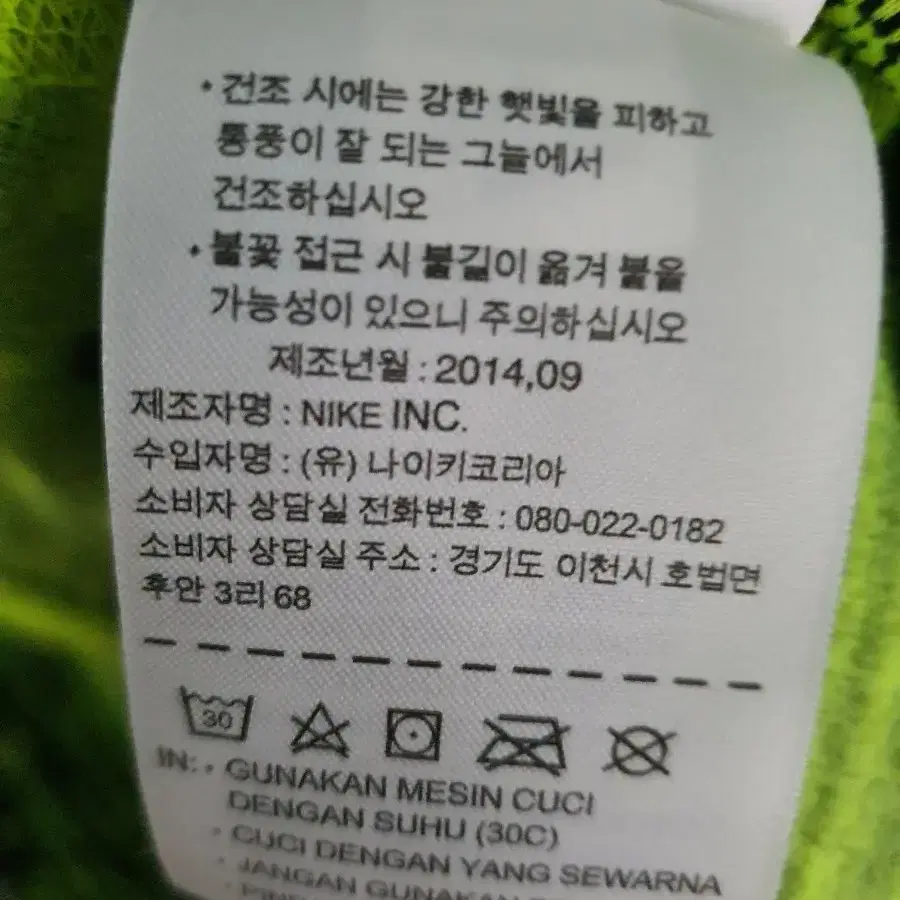 • 건조 시에는 강한 햇빛을 피하고
통풍이 잘 되는 그늘에서
건조하십시오
• 불꽃 접근 시 불길이 옮겨 붙을
가능성이 있으니 주의하십시오
제조년월 : 2014,09
제조자명 : NIKE INC.
수입자명 : (유) 나이키코리아
소비자 상담실 전화번호 : 080-022-0182
소비자 상담실 주소 : 경기도 이천시 호법면
후안 3리 68
30
IN: • GUNAKAN MESIN CUCI
DENGAN SUHU (30C)
• CUCI DENGAN YANG SEWARNA
• JANGAN GUNAKAN